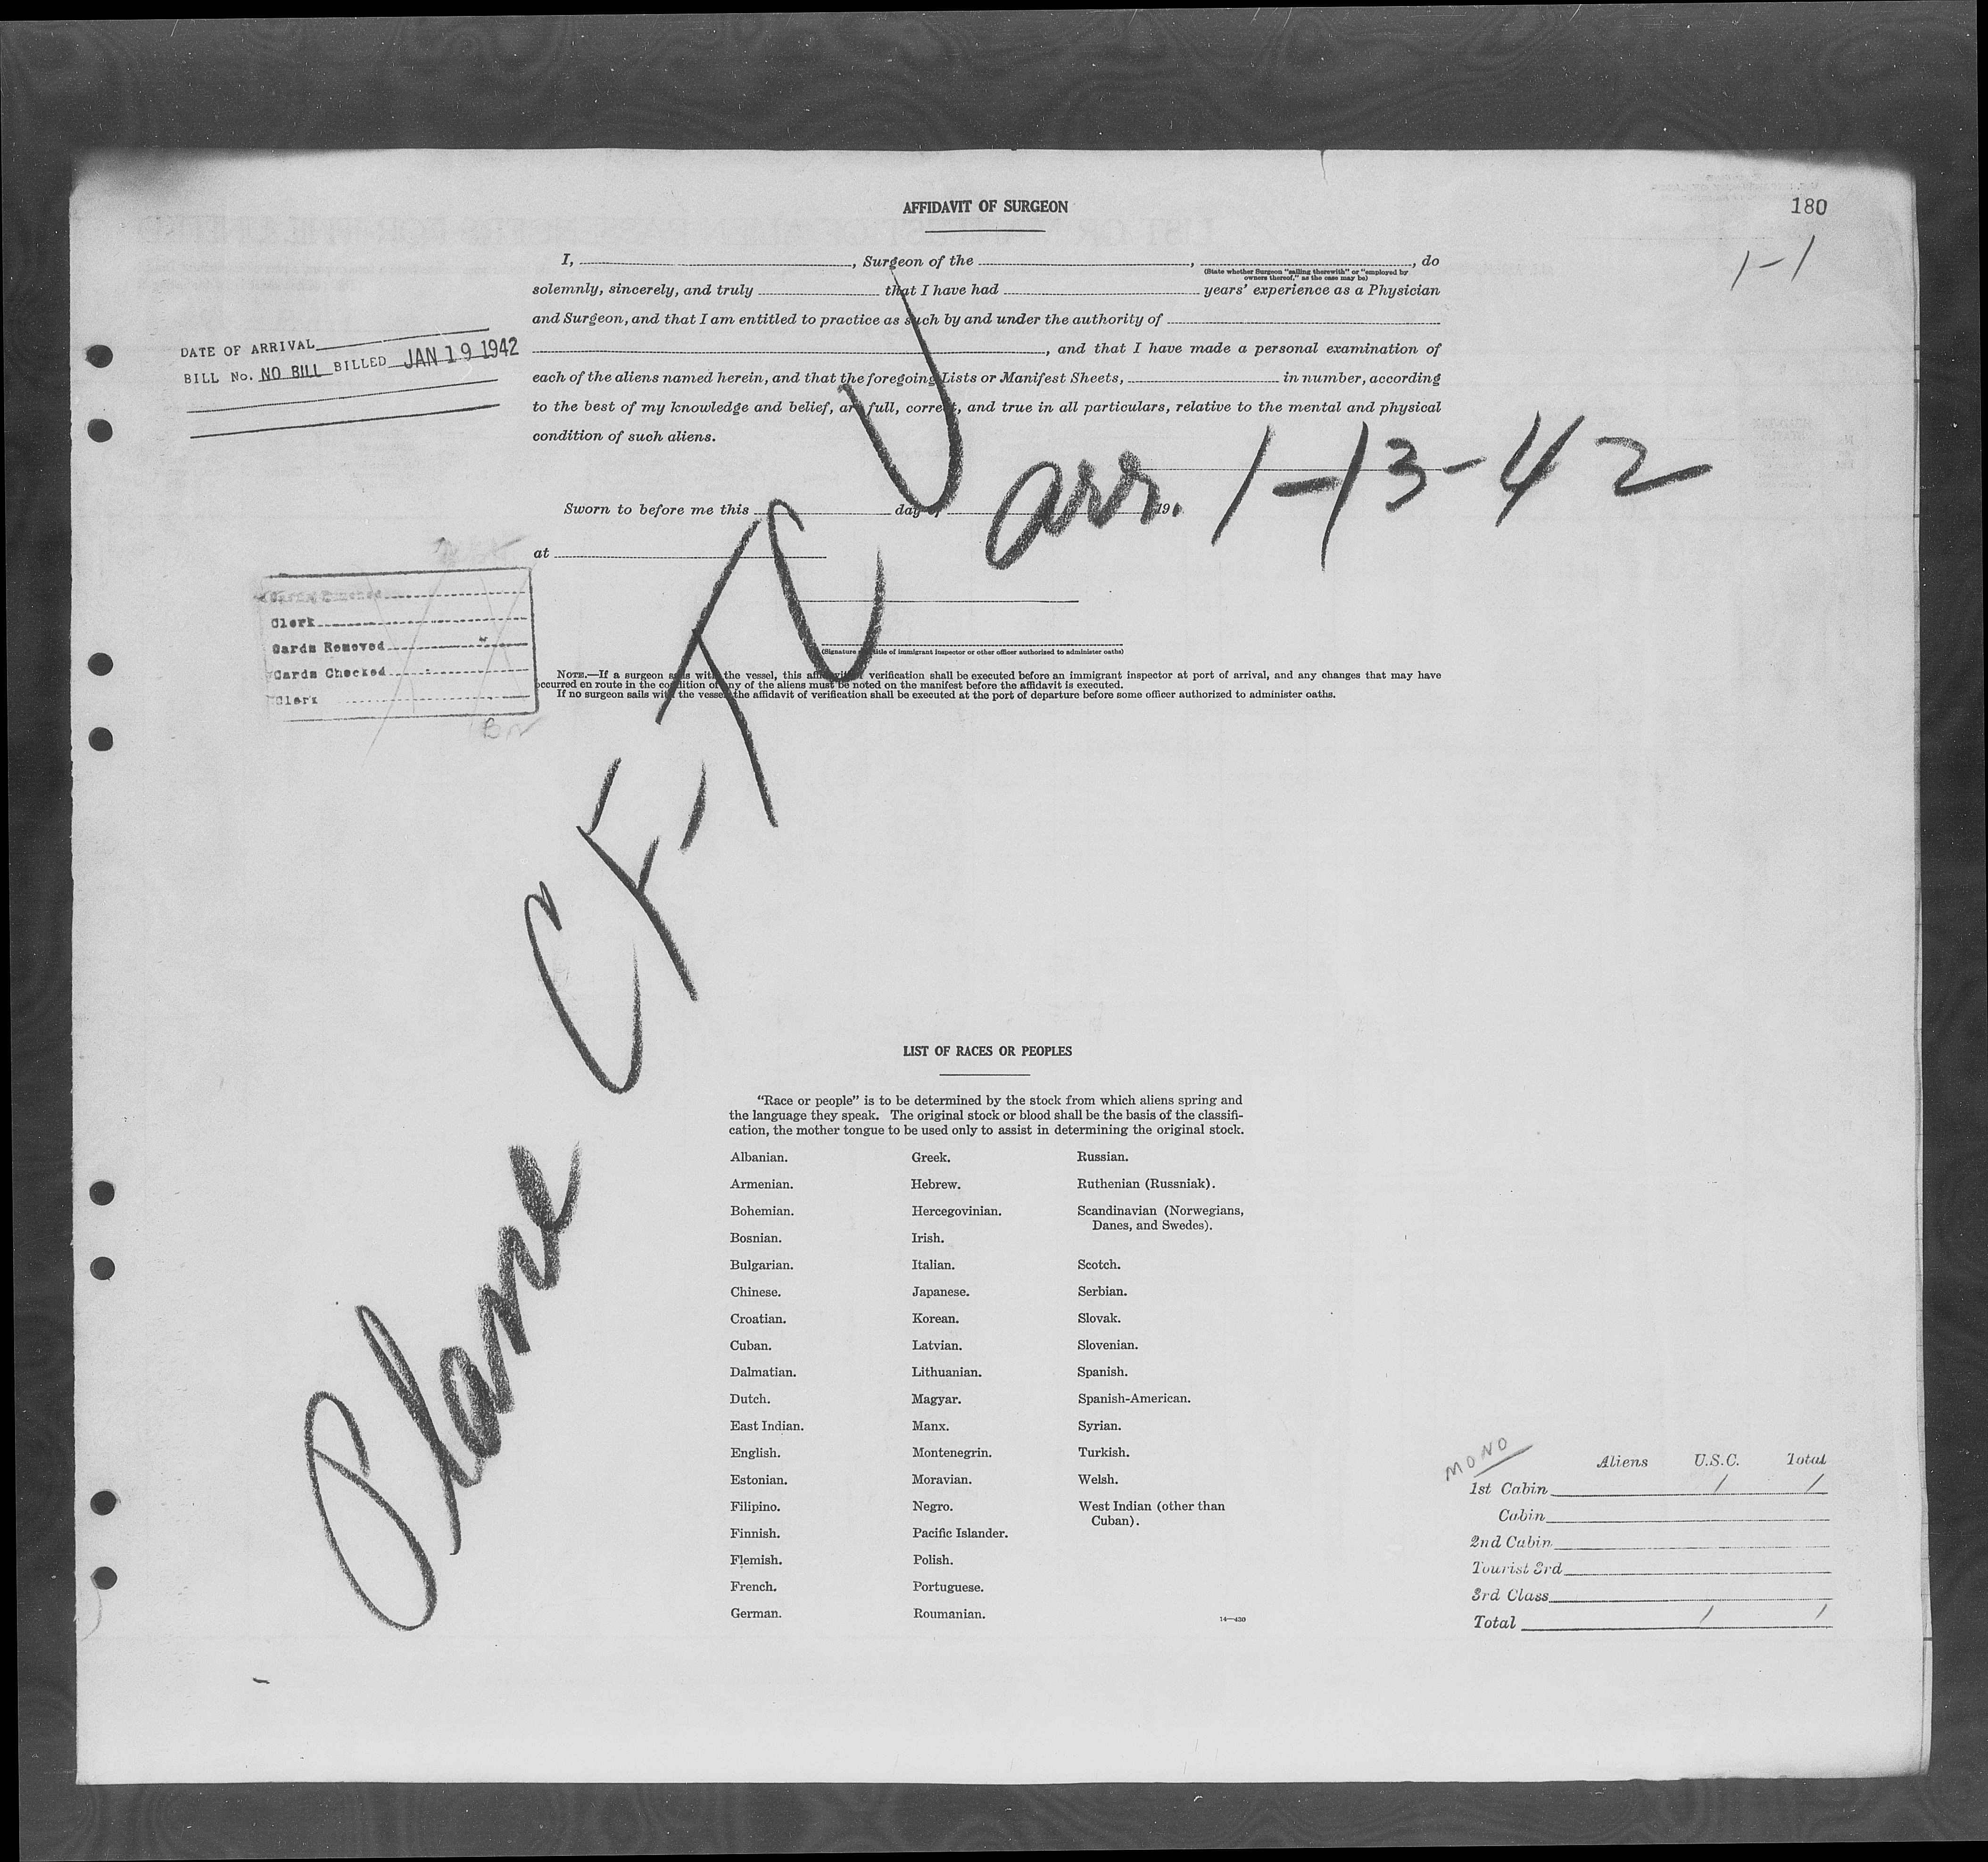 AFFIDAVIT OF SURGEON
180
1-1
I, , Surgeon of the , , do
(State whether Surgeon "sailing therewith" or "employed by
owners thereof," as the case may be)
solemnly, sincerely, and truly that I have had years' experience as a Physician
and Surgeon, and that I am entitled to practice as such by and under the authority of
, and that I have made a personal examination of
each of the aliens named herein, and that the foregoing Lists or Manifest Sheets, in number, according
to the best of my knowledge and belief, are full, correct, and true in all particulars, relative to the mental and physical
condition of such aliens.
DATE OF ARRIVAL
BILL No. NO BILL BILLED JAN 19 1942
arr. 1-13-42
Sworn to before me this day of 19
at
Cards Punched
Clerk
Cards Removed
Cards Checked
Clerk
(Signature and title of immigrant inspector or other officer authorized to administer oaths)
NOTE.—If a surgeon sails with the vessel, this affidavit of verification shall be executed before an immigrant inspector at port of arrival, and any changes that may have
occurred en route in the condition of any of the aliens must be noted on the manifest before the affidavit is executed.
If no surgeon sails with the vessel the affidavit of verification shall be executed at the port of departure before some officer authorized to administer oaths.
Plane CF-TCJ
LIST OF RACES OR PEOPLES
"Race or people" is to be determined by the stock from which aliens spring and
the language they speak. The original stock or blood shall be the basis of the classifi-
cation, the mother tongue to be used only to assist in determining the original stock.
Albanian.
Armenian.
Bohemian.
Bosnian.
Bulgarian.
Chinese.
Croatian.
Cuban.
Dalmatian.
Dutch.
East Indian.
English.
Estonian.
Filipino.
Finnish.
Flemish.
French.
German.
Greek.
Hebrew.
Hercegovinian.
Irish.
Italian.
Japanese.
Korean.
Latvian.
Lithuanian.
Magyar.
Manx.
Montenegrin.
Moravian.
Negro.
Pacific Islander.
Polish.
Portuguese.
Roumanian.
Russian.
Ruthenian (Russniak).
Scandinavian (Norwegians,
Danes, and Swedes).
Scotch.
Serbian.
Slovak.
Slovenian.
Spanish.
Spanish-American.
Syrian.
Turkish.
Welsh.
West Indian (other than
Cuban).
14—430
MONO
Aliens U.S.C. Total
1st Cabin 1 1
Cabin
2nd Cabin
Tourist 3rd
3rd Class
Total 1 1